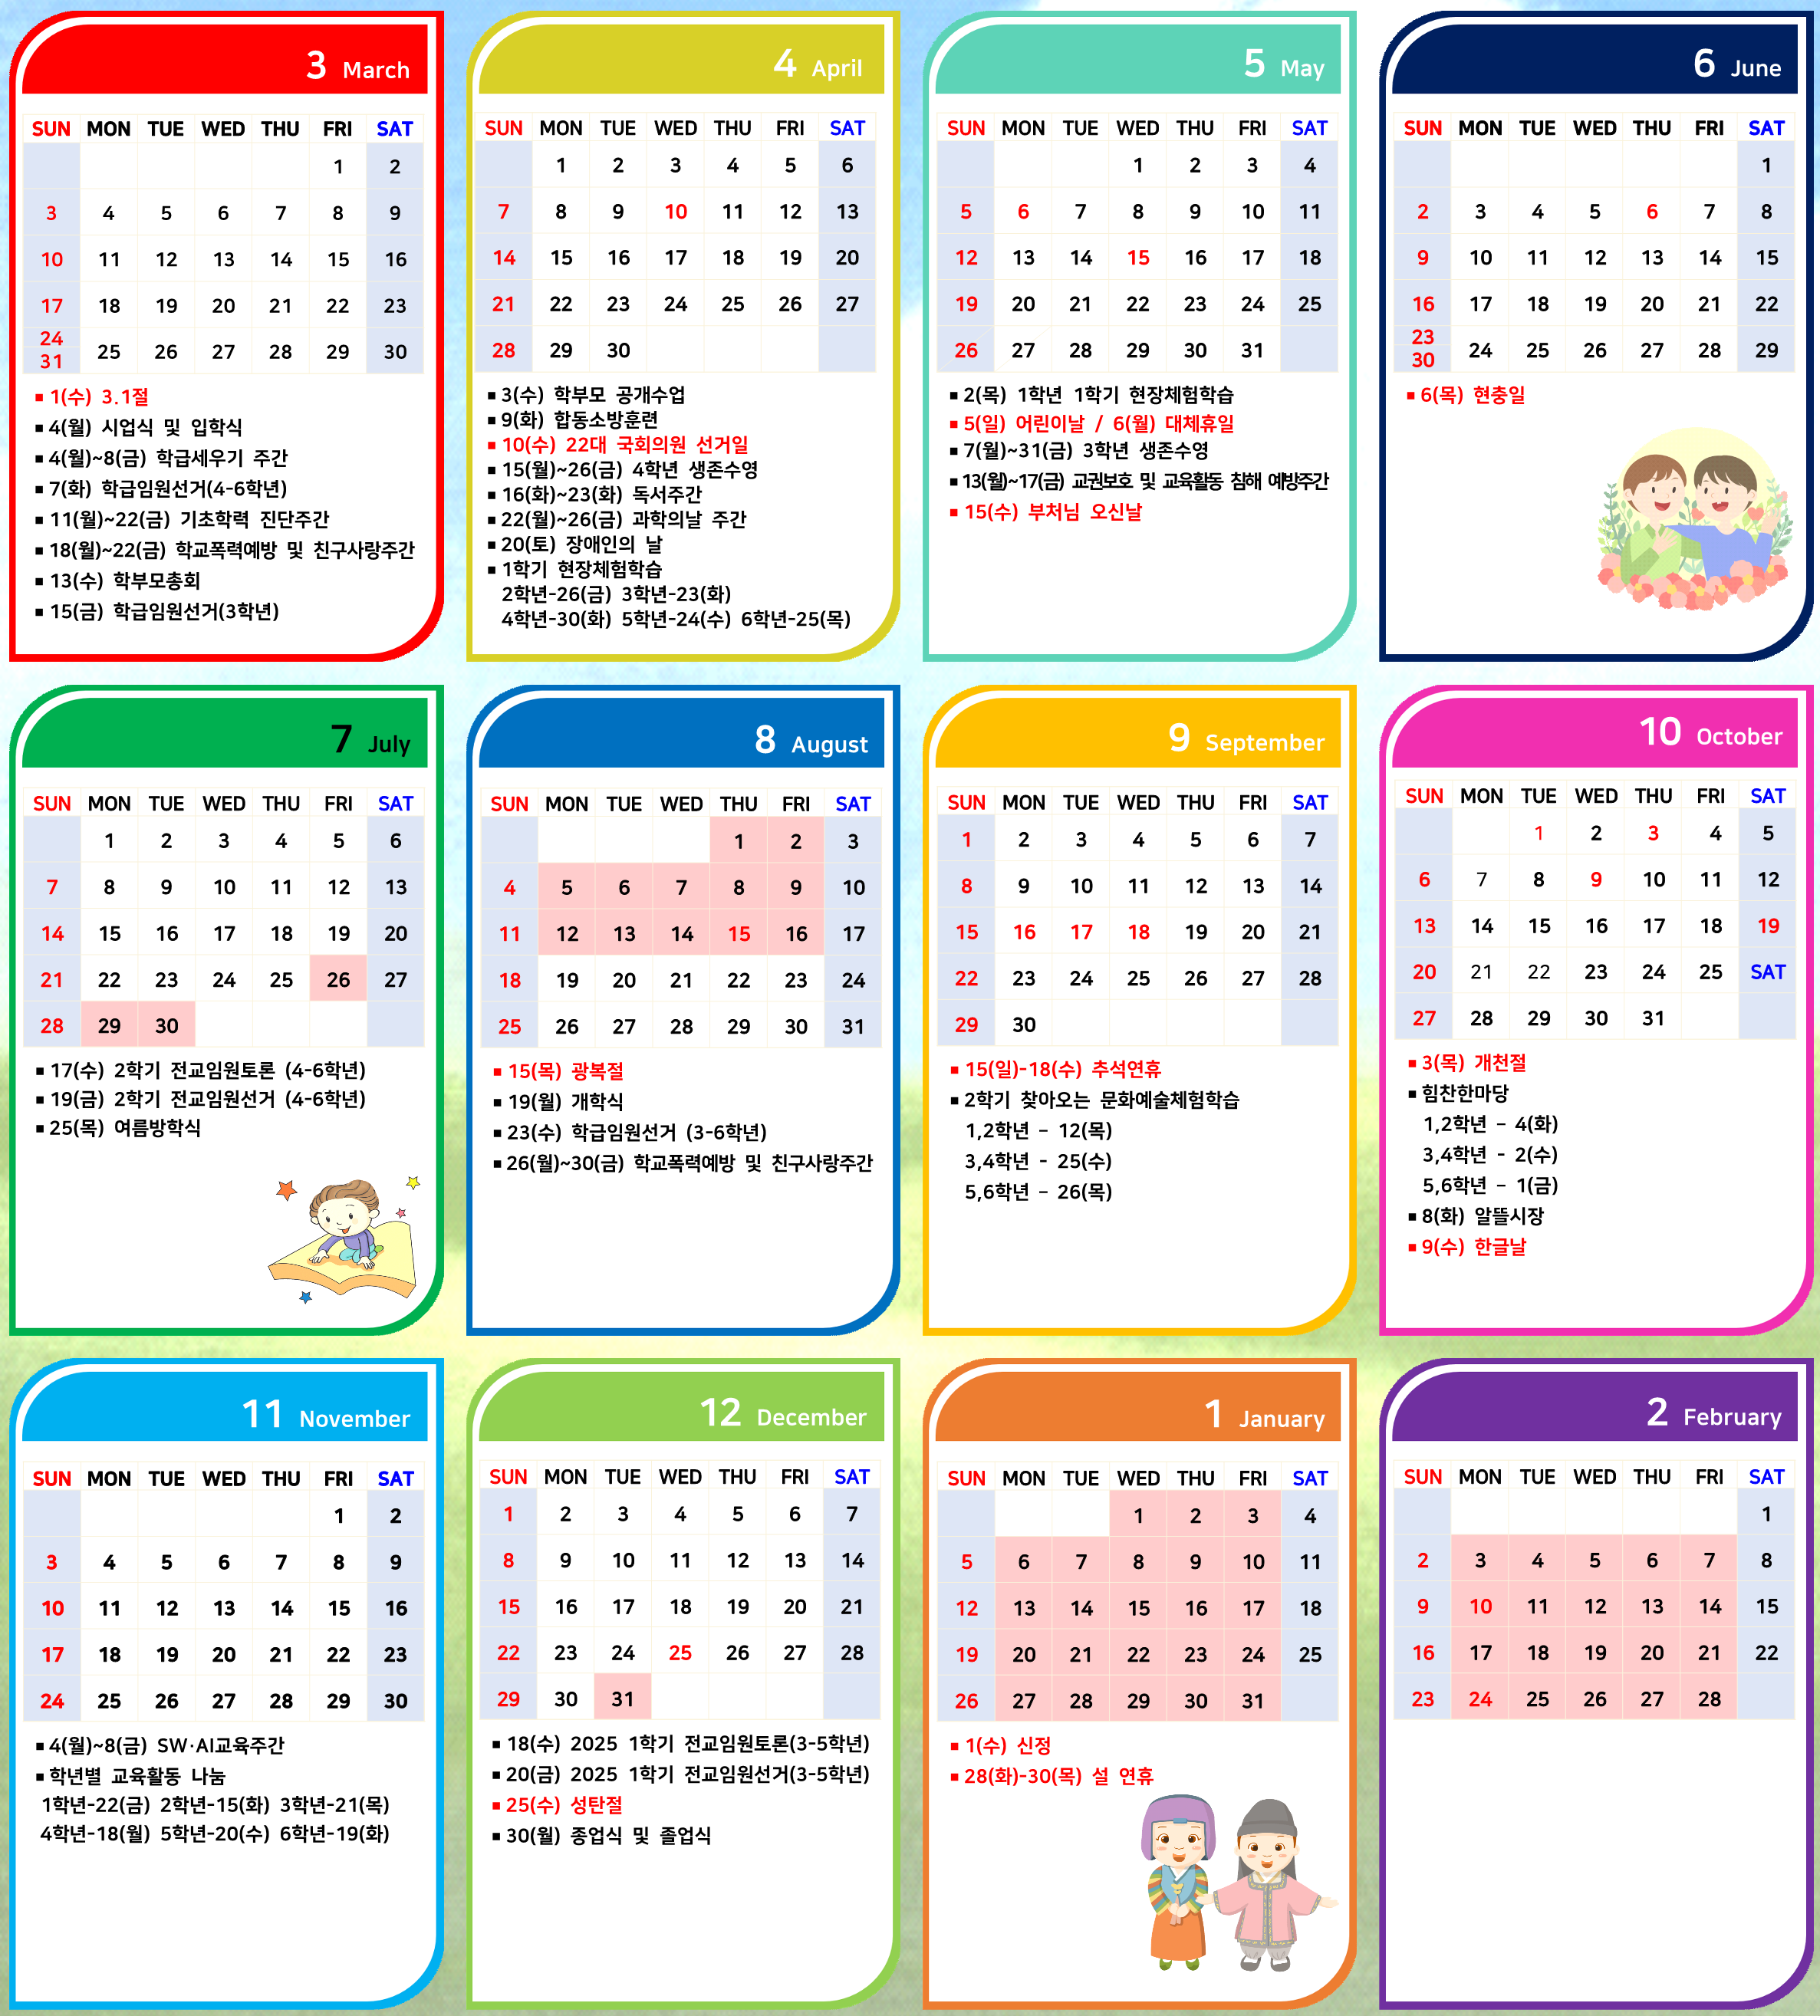 3 March
SUN MON TUE WED THU FRI SAT
1 2
3 4 5 6 7 8 9
10 11 12 13 14 15 16
17 18 19 20 21 22 23
24
31 25 26 27 28 29 30
▪ 1(수) 3.1절
▪ 4(월) 시업식 및 입학식
▪ 4(월)~8(금) 학급세우기 주간
▪ 7(화) 학급임원선거(4-6학년)
▪ 11(월)~22(금) 기초학력 진단주간
▪ 18(월)~22(금) 학교폭력예방 및 친구사랑주간
▪ 13(수) 학부모총회
▪ 15(금) 학급임원선거(3학년)
4 April
SUN MON TUE WED THU FRI SAT
1 2 3 4 5 6
7 8 9 10 11 12 13
14 15 16 17 18 19 20
21 22 23 24 25 26 27
28 29 30
▪ 3(수) 학부모 공개수업
▪ 9(화) 합동소방훈련
▪ 10(수) 22대 국회의원 선거일
▪ 15(월)~26(금) 4학년 생존수영
▪ 16(화)~23(화) 독서주간
▪ 22(월)~26(금) 과학의날 주간
▪ 20(토) 장애인의 날
▪ 1학기 현장체험학습
2학년-26(금) 3학년-23(화)
4학년-30(화) 5학년-24(수) 6학년-25(목)
5 May
SUN MON TUE WED THU FRI SAT
1 2 3 4
5 6 7 8 9 10 11
12 13 14 15 16 17 18
19 20 21 22 23 24 25
26 27 28 29 30 31
▪ 2(목) 1학년 1학기 현장체험학습
▪ 5(일) 어린이날 / 6(월) 대체휴일
▪ 7(월)~31(금) 3학년 생존수영
▪ 13(월)~17(금) 교권보호 및 교육활동 침해 예방주간
▪ 15(수) 부처님 오신날
6 June
SUN MON TUE WED THU FRI SAT
1
2 3 4 5 6 7 8
9 10 11 12 13 14 15
16 17 18 19 20 21 22
23
30 24 25 26 27 28 29
▪ 6(목) 현충일
7 July
SUN MON TUE WED THU FRI SAT
1 2 3 4 5 6
7 8 9 10 11 12 13
14 15 16 17 18 19 20
21 22 23 24 25 26 27
28 29 30
▪ 17(수) 2학기 전교임원토론 (4-6학년)
▪ 19(금) 2학기 전교임원선거 (4-6학년)
▪ 25(목) 여름방학식
8 August
SUN MON TUE WED THU FRI SAT
1 2 3
4 5 6 7 8 9 10
11 12 13 14 15 16 17
18 19 20 21 22 23 24
25 26 27 28 29 30 31
▪ 15(목) 광복절
▪ 19(월) 개학식
▪ 23(수) 학급임원선거 (3-6학년)
▪ 26(월)~30(금) 학교폭력예방 및 친구사랑주간
9 September
SUN MON TUE WED THU FRI SAT
1 2 3 4 5 6 7
8 9 10 11 12 13 14
15 16 17 18 19 20 21
22 23 24 25 26 27 28
29 30
▪ 15(일)-18(수) 추석연휴
▪ 2학기 찾아오는 문화예술체험학습
1,2학년 - 12(목)
3,4학년 - 25(수)
5,6학년 - 26(목)
10 October
SUN MON TUE WED THU FRI SAT
1 2 3 4 5
6 7 8 9 10 11 12
13 14 15 16 17 18 19
20 21 22 23 24 25 SAT
27 28 29 30 31
▪ 3(목) 개천절
▪ 힘찬한마당
1,2학년 - 4(화)
3,4학년 - 2(수)
5,6학년 - 1(금)
▪ 8(화) 알뜰시장
▪ 9(수) 한글날
11 November
SUN MON TUE WED THU FRI SAT
1 2
3 4 5 6 7 8 9
10 11 12 13 14 15 16
17 18 19 20 21 22 23
24 25 26 27 28 29 30
▪ 4(월)~8(금) SW·AI교육주간
▪ 학년별 교육활동 나눔
1학년-22(금) 2학년-15(화) 3학년-21(목)
4학년-18(월) 5학년-20(수) 6학년-19(화)
12 December
SUN MON TUE WED THU FRI SAT
1 2 3 4 5 6 7
8 9 10 11 12 13 14
15 16 17 18 19 20 21
22 23 24 25 26 27 28
29 30 31
▪ 18(수) 2025 1학기 전교임원토론(3-5학년)
▪ 20(금) 2025 1학기 전교임원선거(3-5학년)
▪ 25(수) 성탄절
▪ 30(월) 종업식 및 졸업식
1 January
SUN MON TUE WED THU FRI SAT
1 2 3 4
5 6 7 8 9 10 11
12 13 14 15 16 17 18
19 20 21 22 23 24 25
26 27 28 29 30 31
▪ 1(수) 신정
▪ 28(화)-30(목) 설 연휴
2 February
SUN MON TUE WED THU FRI SAT
1
2 3 4 5 6 7 8
9 10 11 12 13 14 15
16 17 18 19 20 21 22
23 24 25 26 27 28